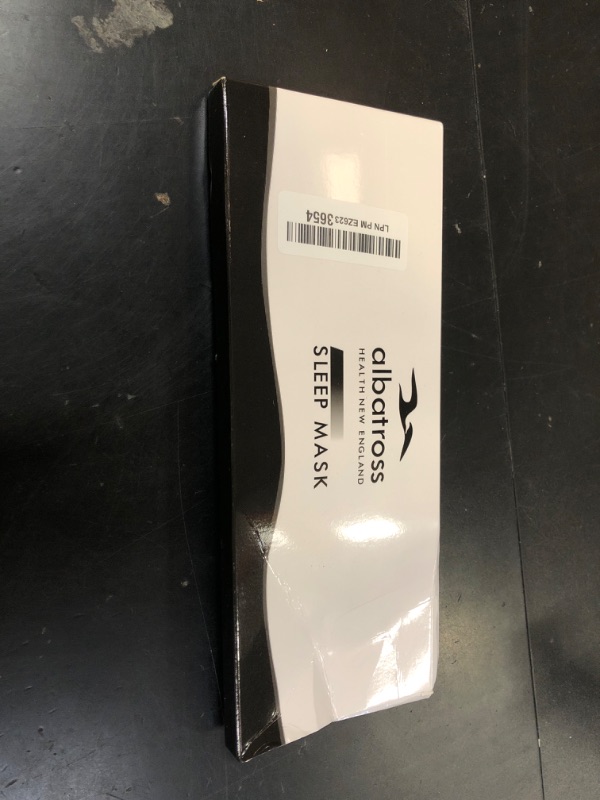 albatross
HEALTH NEW ENGLAND
SLEEP MASK
LPN PM EZ623 3654